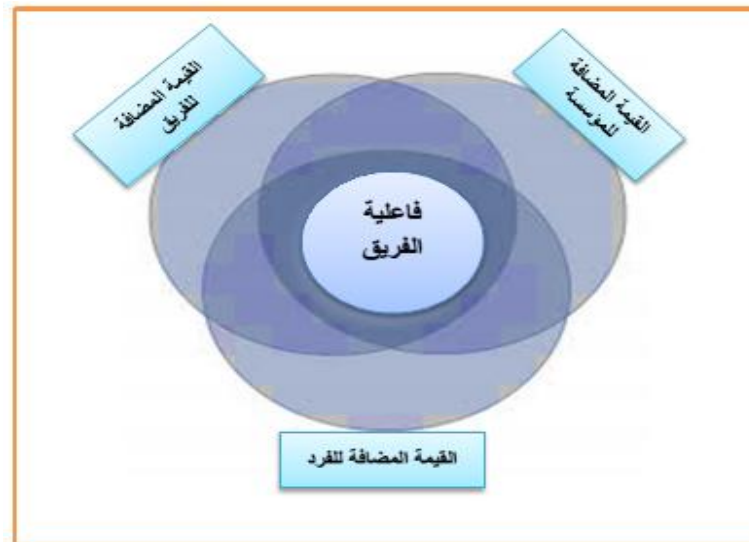 القيمة المضافة
للمؤسسة
القيمة المضافة
للفريق
فاعلية
الفريق
القيمة المضافة للفرد